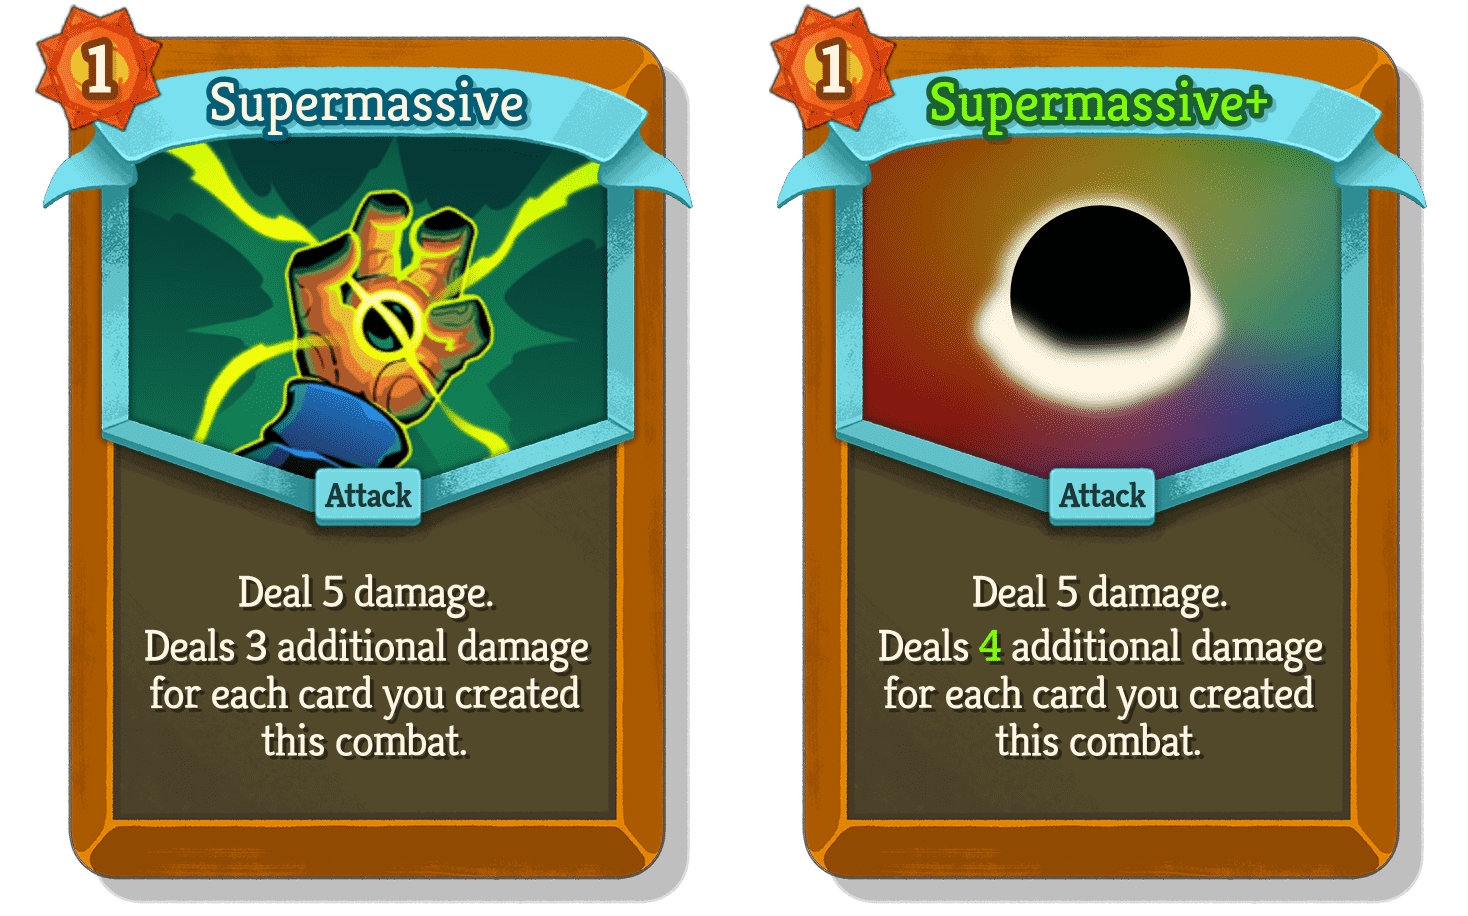 1
Supermassive
Attack
Deal 5 damage.
Deals 3 additional damage
for each card you created
this combat.
1
Supermassive+
Attack
Deal 5 damage.
Deals 4 additional damage
for each card you created
this combat.